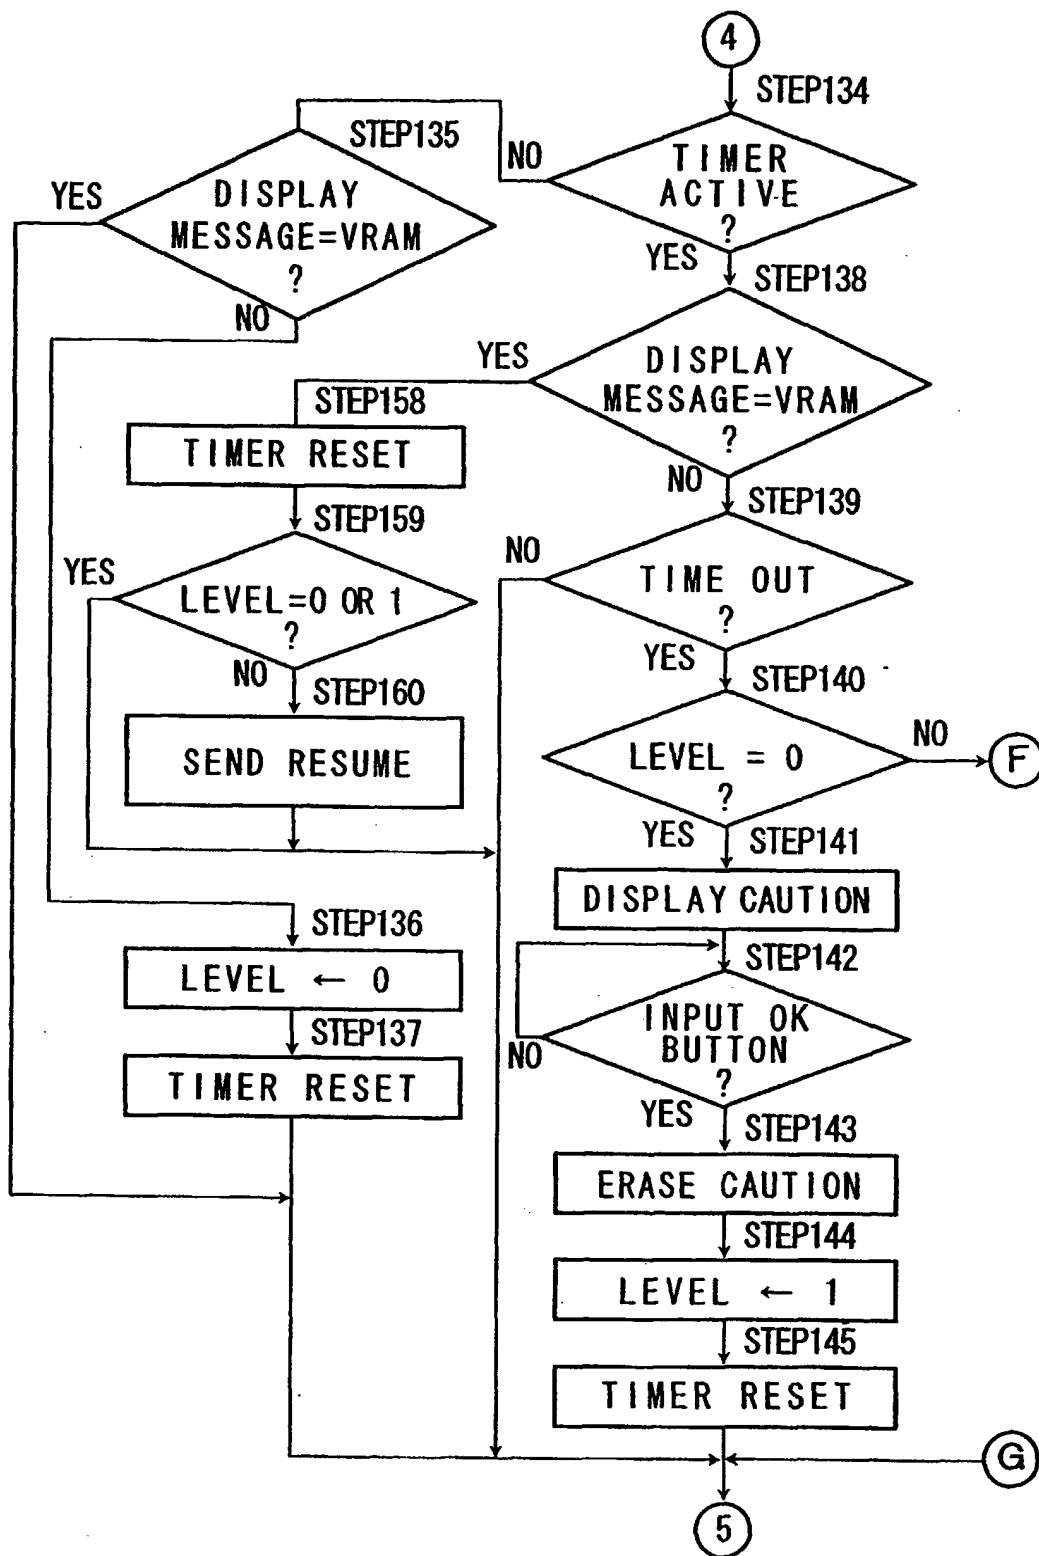 4
STEP134
TIMER
ACTIVE
?
NO
YES
STEP135
DISPLAY
MESSAGE=VRAM
?
YES
NO
STEP138
DISPLAY
MESSAGE=VRAM
?
YES
NO
STEP158
TIMER RESET
STEP159
LEVEL=0 OR 1
?
YES
NO
STEP160
SEND RESUME
STEP139
TIME OUT
?
NO
YES
STEP140
LEVEL = 0
?
NO
F
YES
STEP141
DISPLAY CAUTION
STEP136
LEVEL ← 0
STEP137
TIMER RESET
STEP142
INPUT OK
BUTTON
?
NO
YES
STEP143
ERASE CAUTION
STEP144
LEVEL ← 1
STEP145
TIMER RESET
G
5